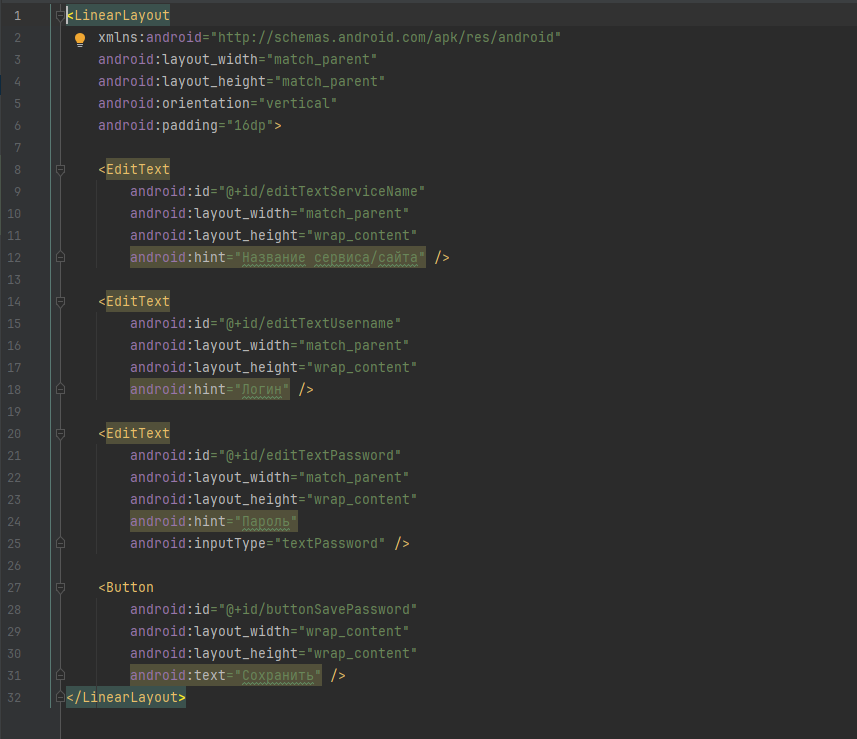 1 <LinearLayout
2 xmlns:android="http://schemas.android.com/apk/res/android"
3 android:layout_width="match_parent"
4 android:layout_height="match_parent"
5 android:orientation="vertical"
6 android:padding="16dp">
7
8 <EditText
9 android:id="@+id/editTextServiceName"
10 android:layout_width="match_parent"
11 android:layout_height="wrap_content"
12 android:hint="Название сервиса/сайта" />
13
14 <EditText
15 android:id="@+id/editTextUsername"
16 android:layout_width="match_parent"
17 android:layout_height="wrap_content"
18 android:hint="Логин" />
19
20 <EditText
21 android:id="@+id/editTextPassword"
22 android:layout_width="match_parent"
23 android:layout_height="wrap_content"
24 android:hint="Пароль"
25 android:inputType="textPassword" />
26
27 <Button
28 android:id="@+id/buttonSavePassword"
29 android:layout_width="wrap_content"
30 android:layout_height="wrap_content"
31 android:text="Сохранить" />
32 </LinearLayout>